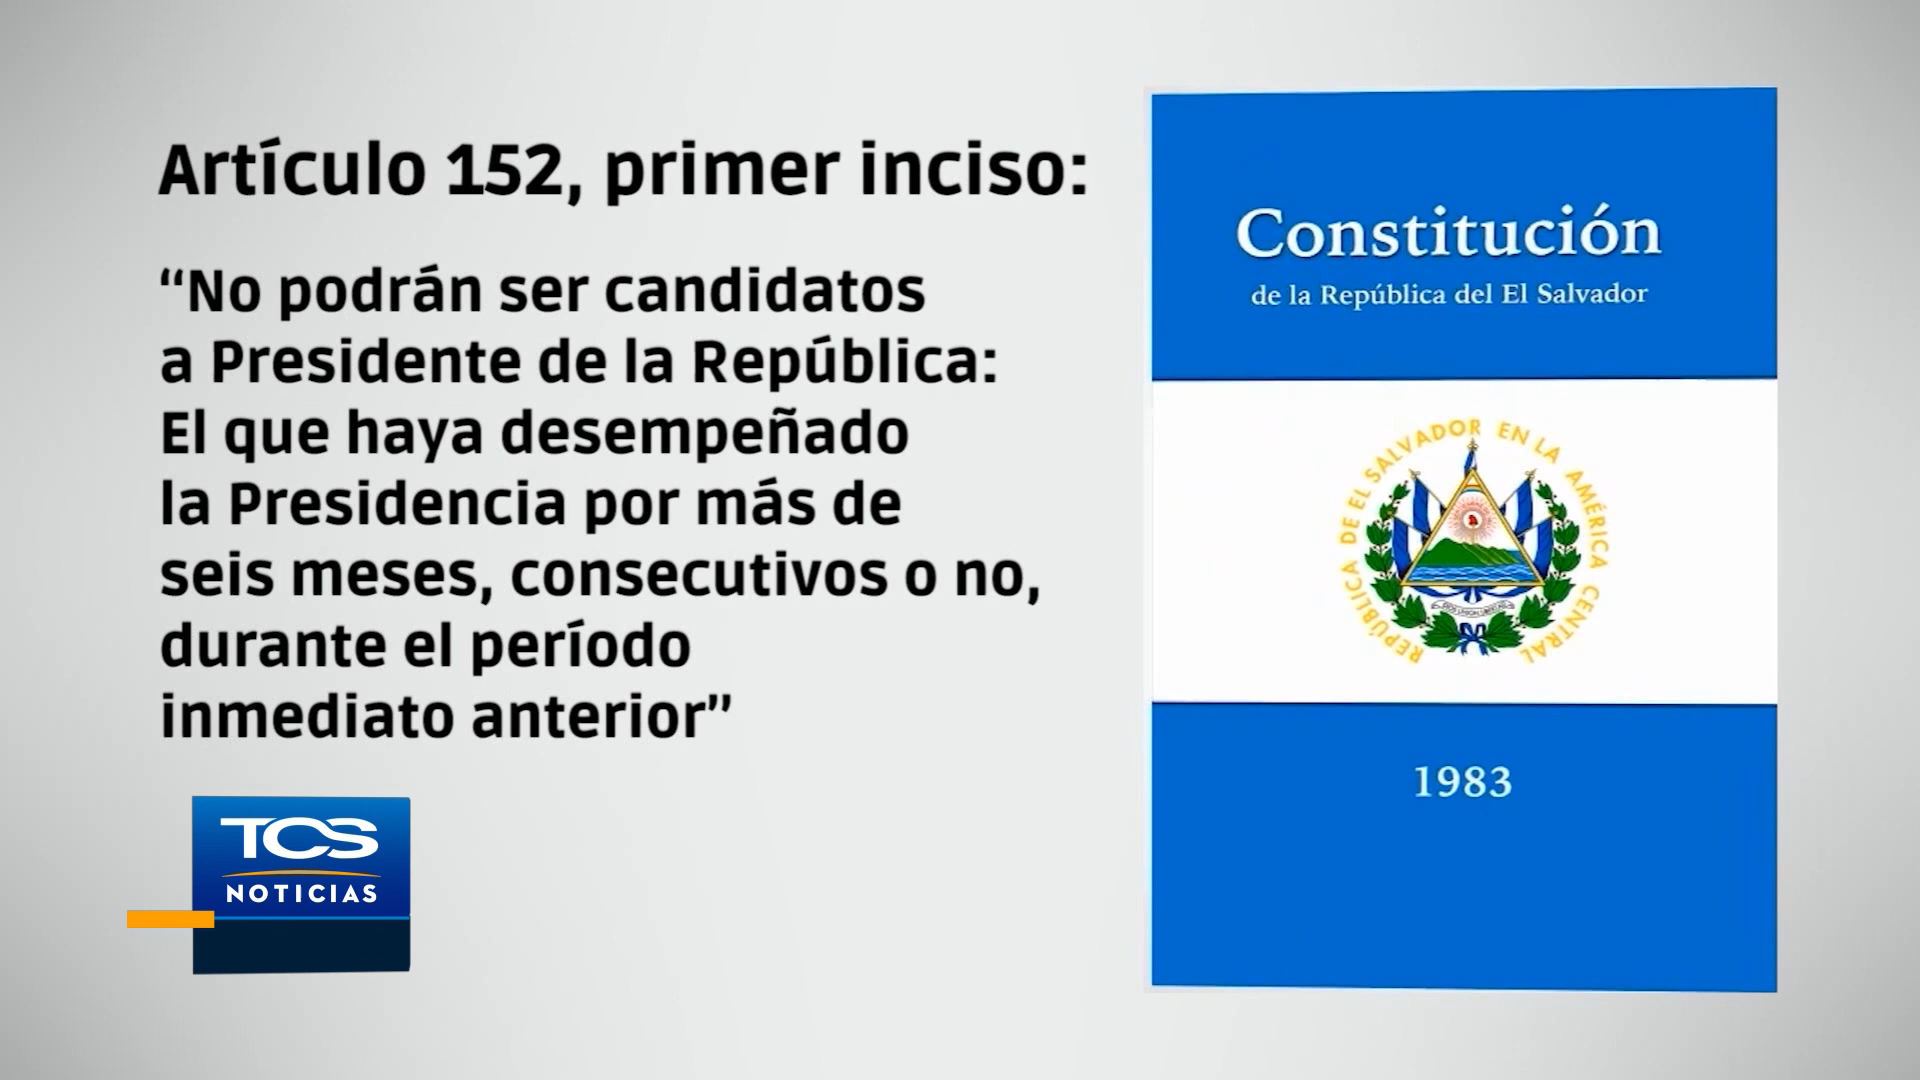 Artículo 152, primer inciso:
“No podrán ser candidatos
a Presidente de la República:
El que haya desempeñado
la Presidencia por más de
seis meses, consecutivos o no,
durante el período
inmediato anterior”
TCS
NOTICIAS
Constitución
de la República del El Salvador
REPÚBLICA DE EL SALVADOR EN LA AMÉRICA CENTRAL
1983